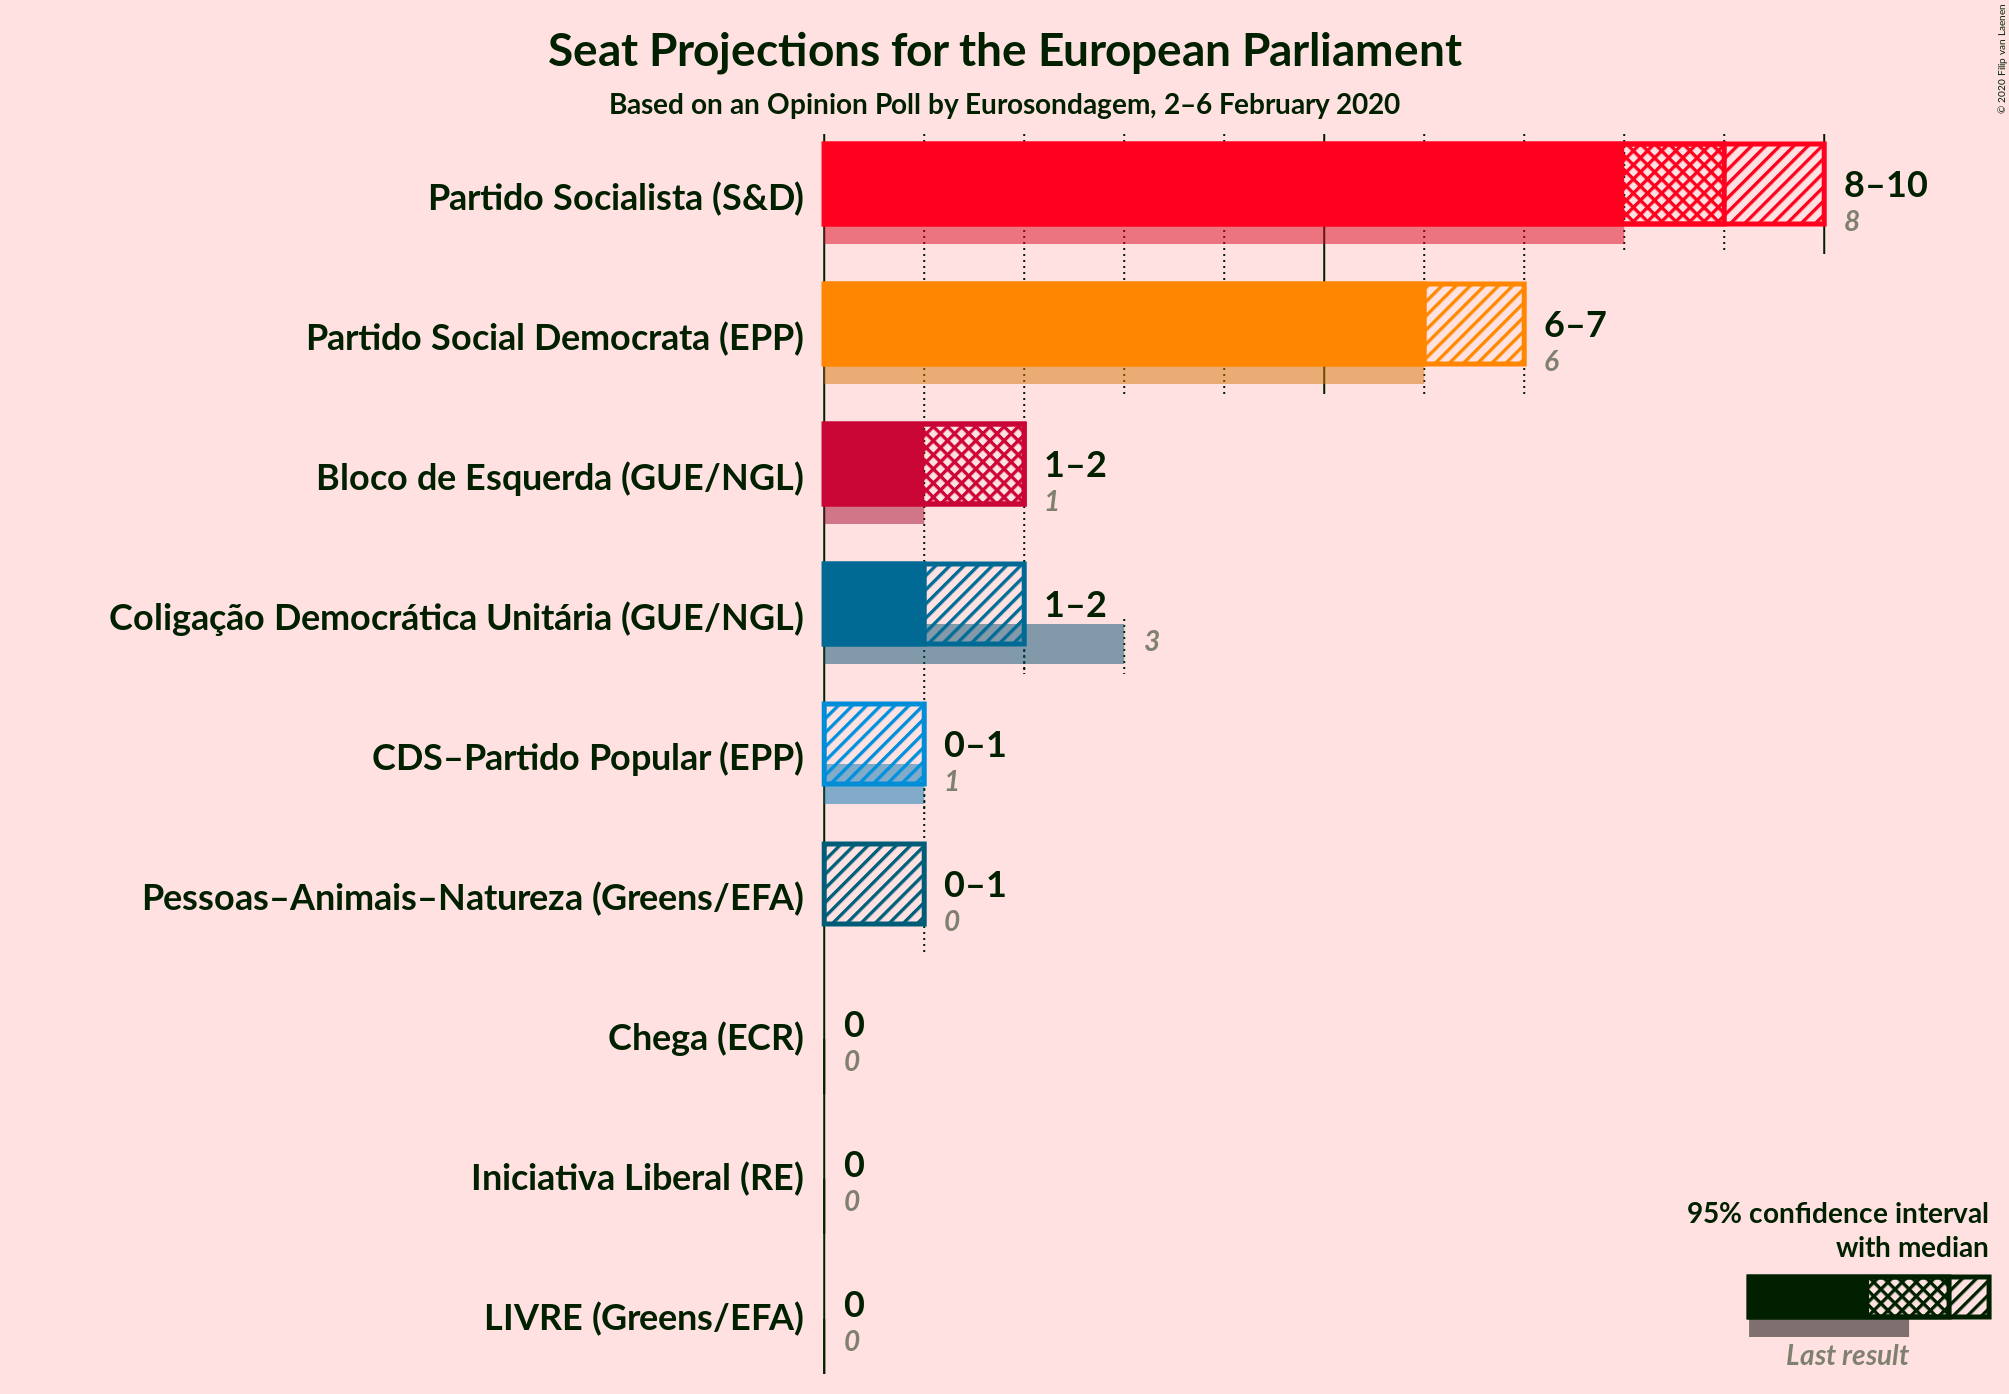 Seat Projections for the European Parliament
Based on an Opinion Poll by Eurosondagem, 2–6 February 2020
© 2020 Filip van Laenen
Partido Socialista (S&D)
8–10
8
Partido Social Democrata (EPP)
6–7
6
Bloco de Esquerda (GUE/NGL)
1–2
1
Coligação Democrática Unitária (GUE/NGL)
1–2
3
CDS–Partido Popular (EPP)
0–1
1
Pessoas–Animais–Natureza (Greens/EFA)
0–1
0
Chega (ECR)
0
0
Iniciativa Liberal (RE)
0
0
LIVRE (Greens/EFA)
0
0
95% confidence interval
with median
Last result